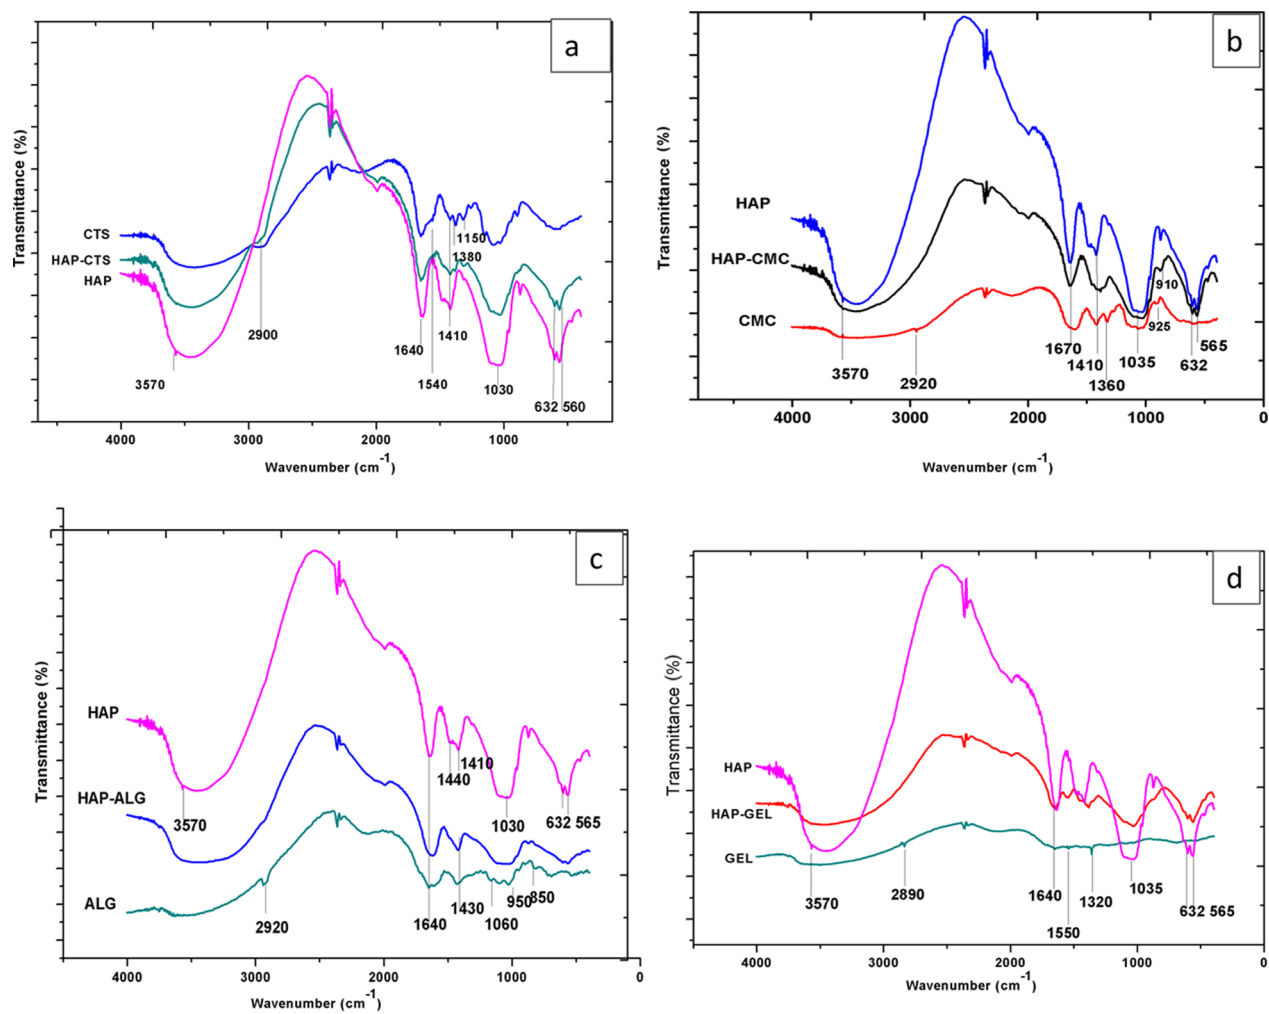 a
Transmittance (%)
CTS
HAP-CTS
HAP
1150
1380
2900
1410
1640
3570
1540
1030
632 560
4000 3000 2000 1000
Wavenumber (cm-1)
b
Transmittance (%)
HAP
HAP-CMC
CMC
910
925
1670
565
3570
1410
1035
632
2920
1360
4000 3000 2000 1000 0
Wavenumber (cm-1)
c
Transmittance (%)
HAP
1410
1440
HAP-ALG
3570
1030
632 565
ALG
950 850
1430
2920
1640
1060
4000 3000 2000 1000 0
Wavenumber (cm-1)
d
Transmittance (%)
HAP
HAP-GEL
GEL
3570
2890
1640
1320
1035
632 565
1550
4000 3000 2000 1000 0
Wavenumber (cm-1)